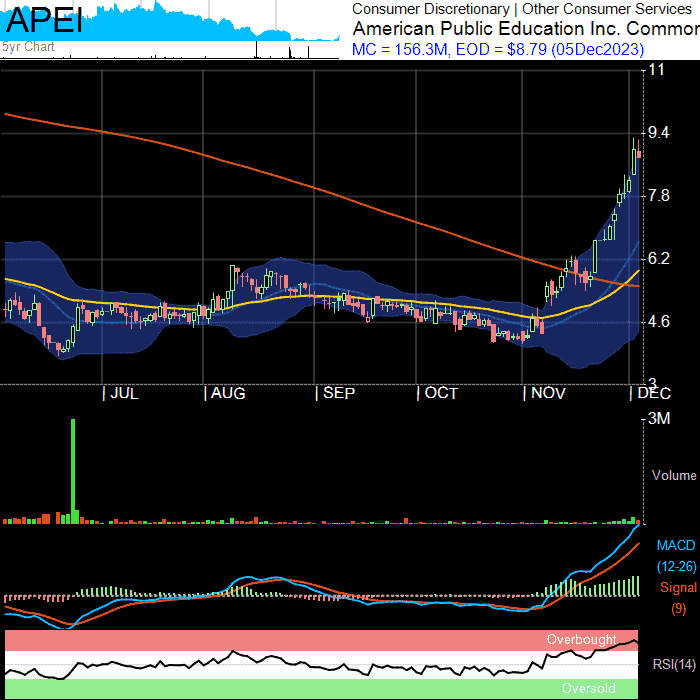 APEI
5yr Chart
Consumer Discretionary | Other Consumer Services
American Public Education Inc. Common
MC = 156.3M, EOD = $8.79 (05Dec2023)
11
9.4
7.8
6.2
4.6
3
JUL
AUG
SEP
OCT
NOV
DEC
3M
Volume
MACD
(12-26)
Signal
(9)
Overbought
RSI(14)
Oversold